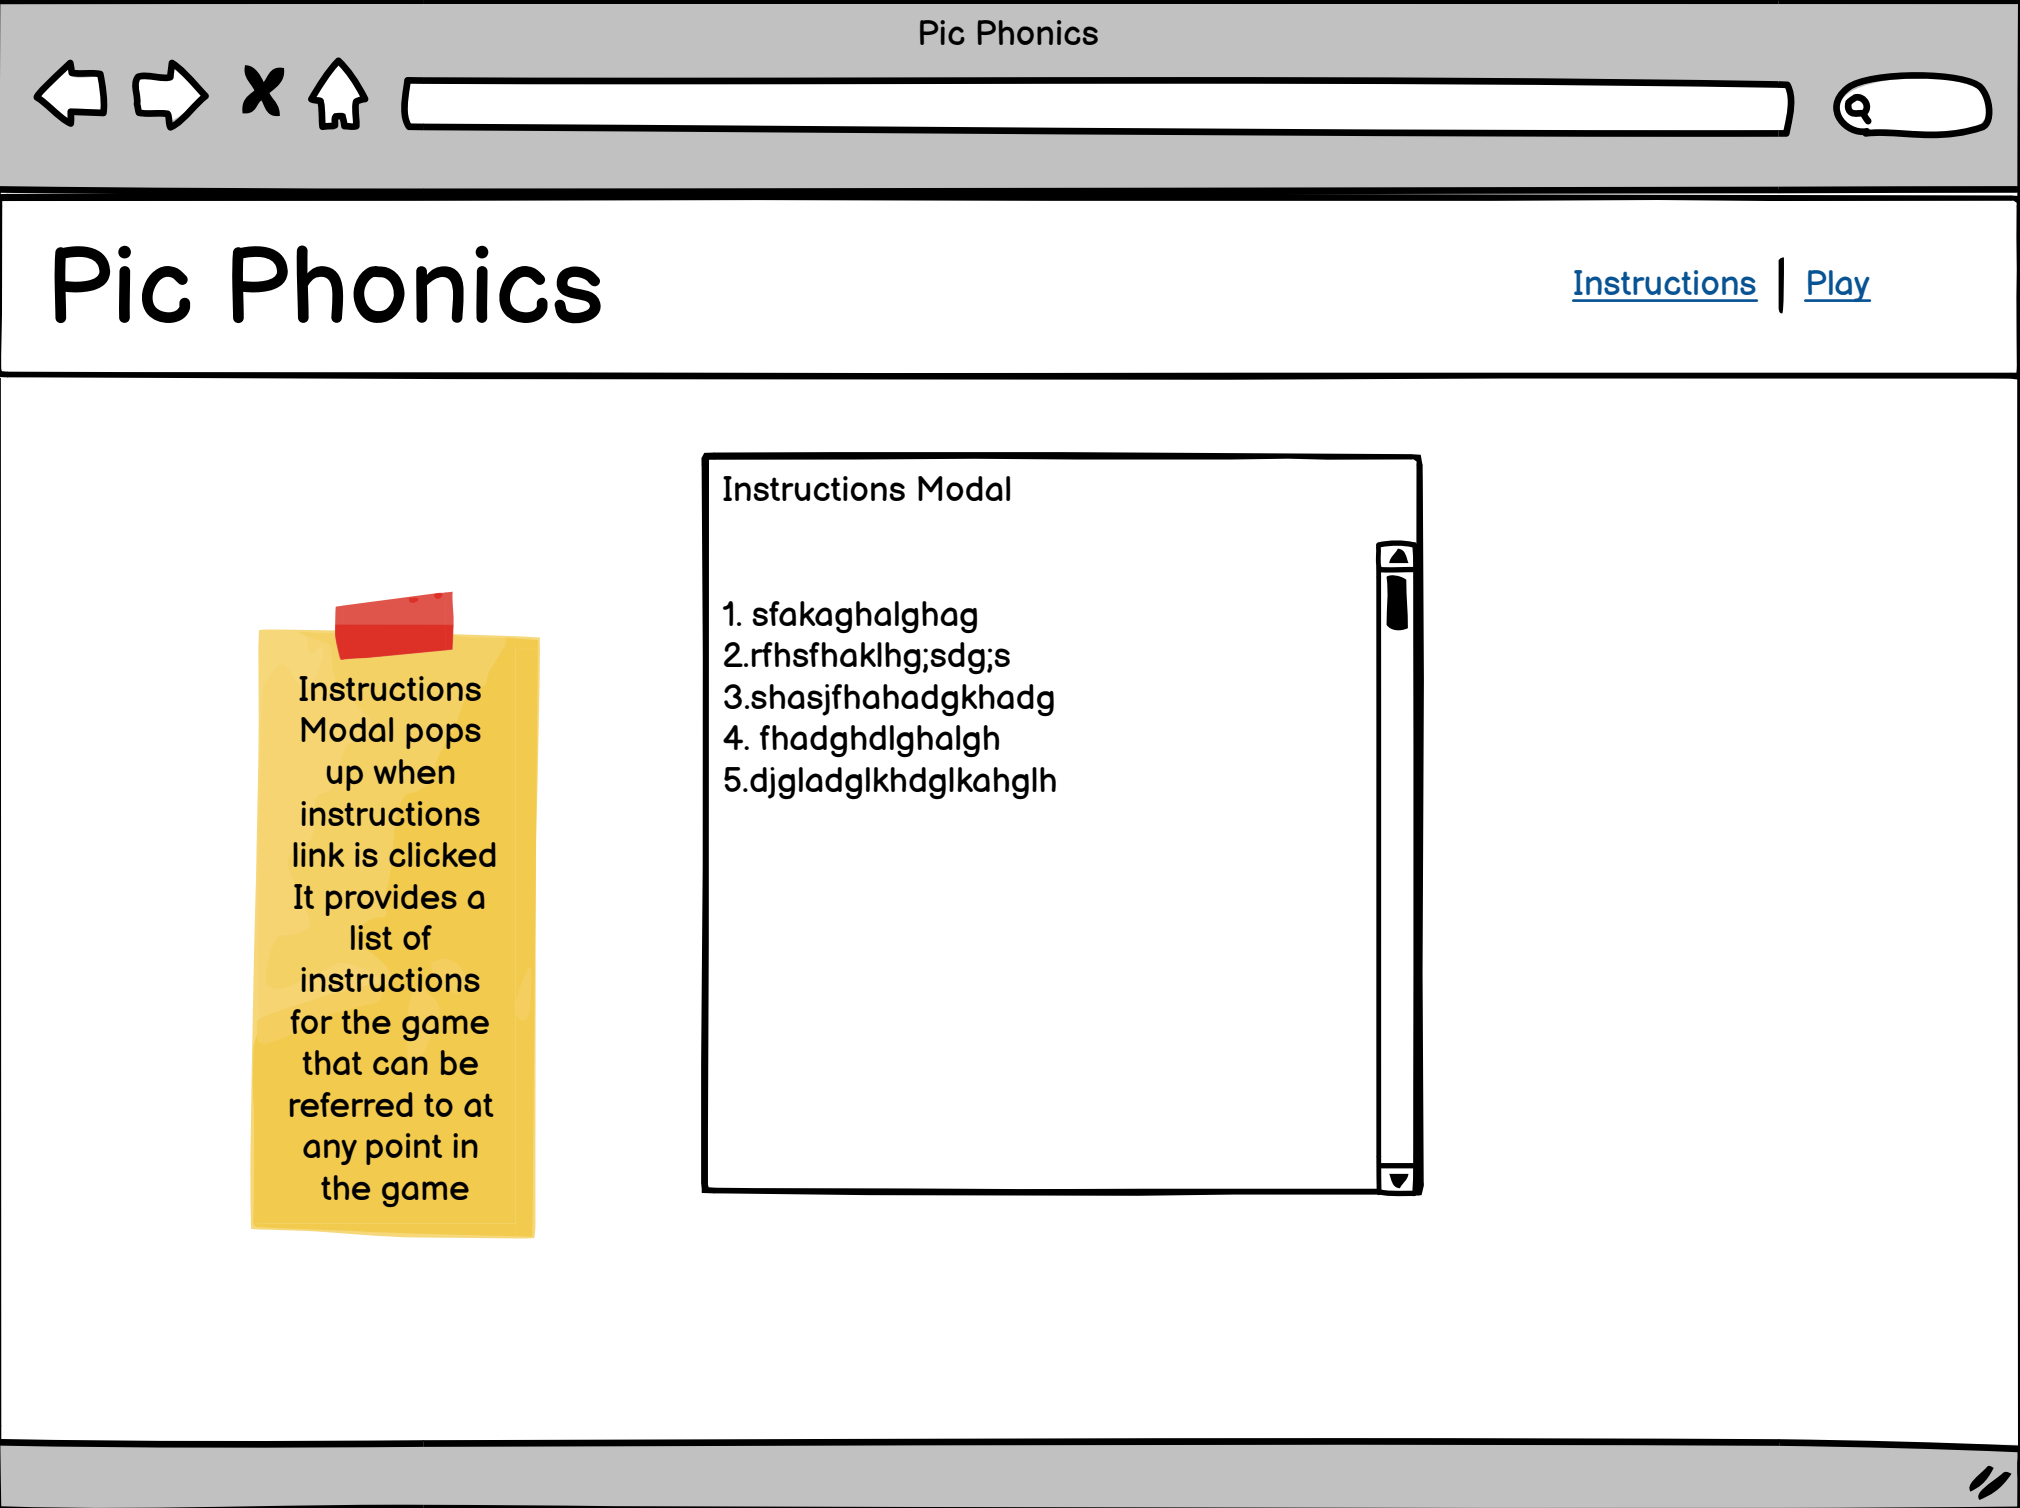 Pic Phonics
Pic Phonics
Instructions | Play
Instructions Modal
1. sfakaghalghag
2.rfhsfhaklhg;sdg;s
3.shasjfhahadgkhadg
4. fhadghdlghalgh
5.djgladglkhdglkahglh
Instructions
Modal pops
up when
instructions
link is clicked
It provides a
list of
instructions
for the game
that can be
referred to at
any point in
the game